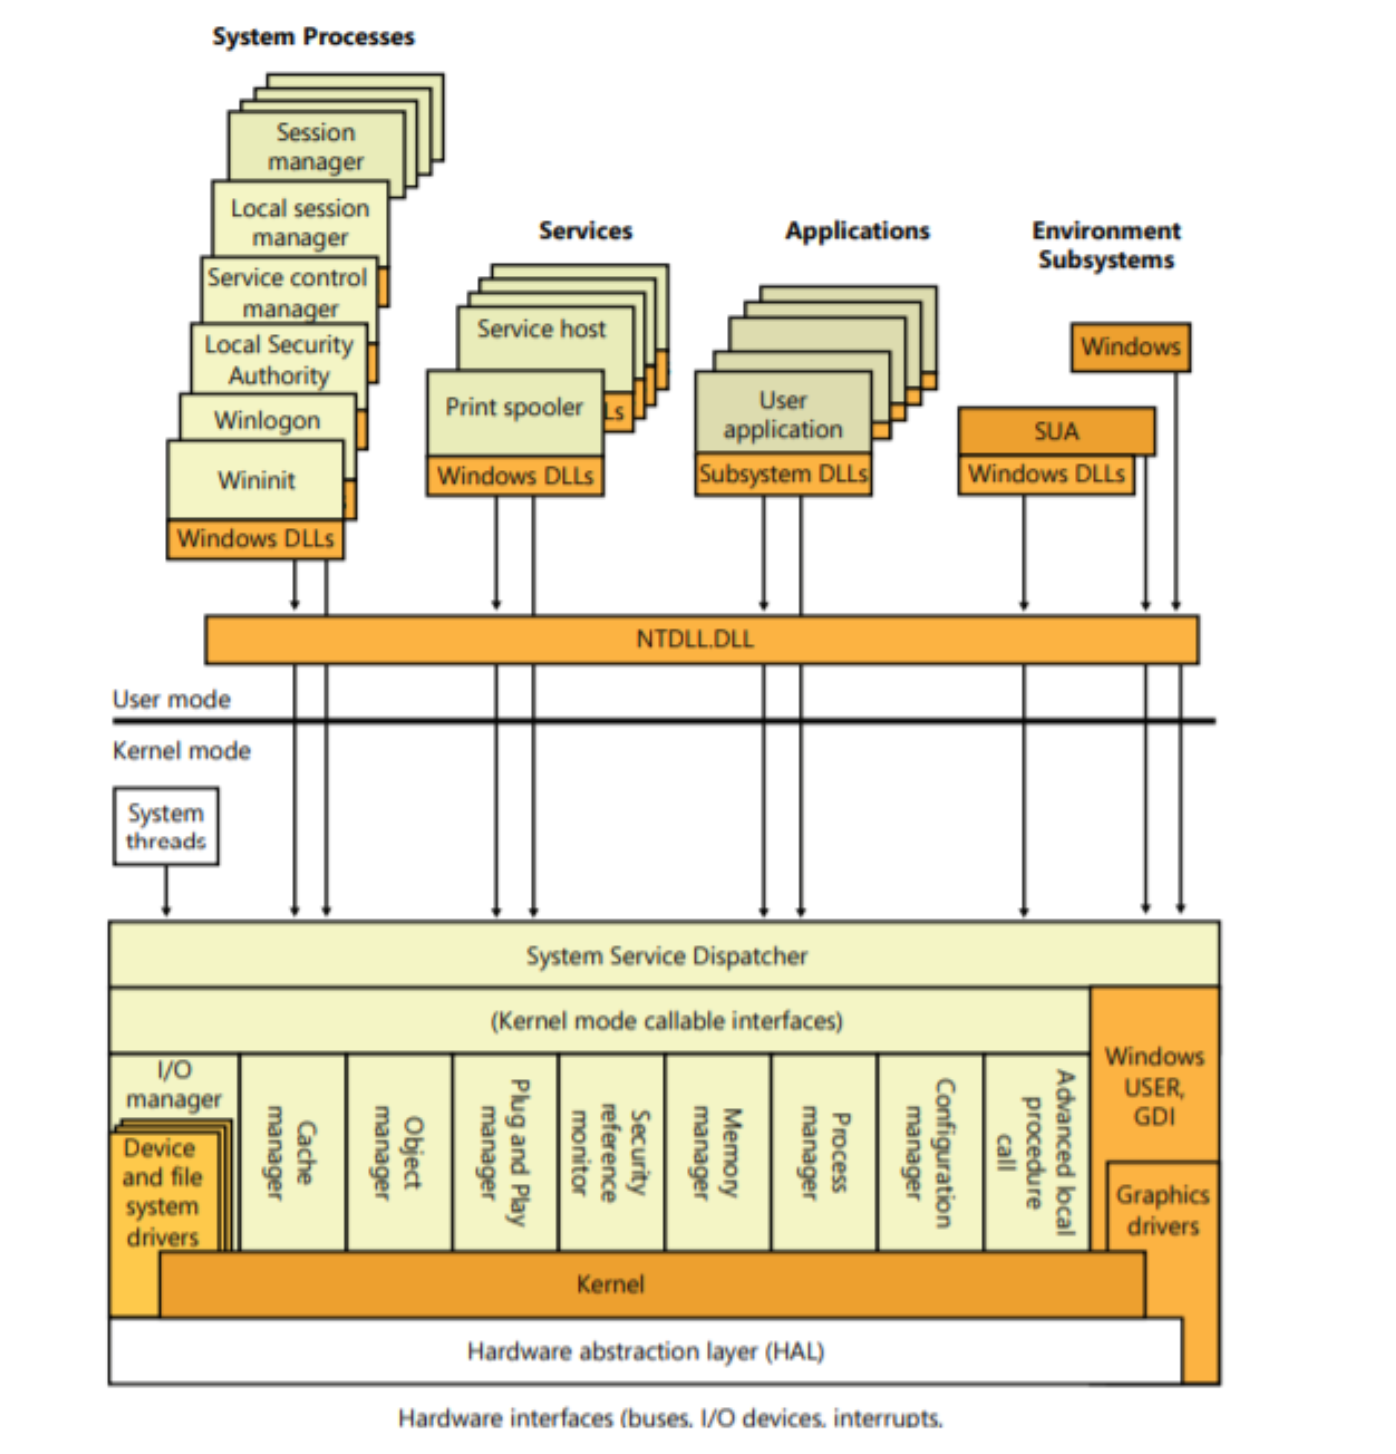 System Processes
Session
manager
Local session
manager
Service control
manager
Local Security
Authority
Winlogon
Wininit
Windows DLLs
Services
Service host
Ls
Print spooler
Windows DLLs
Applications
User
application
Subsystem DLLs
Environment
Subsystems
Windows
SUA
Windows DLLs
NTDLL.DLL
User mode
Kernel mode
System
threads
System Service Dispatcher
(Kernel mode callable interfaces)
I/O
manager
Device
and file
system
drivers
Cache
manager
Object
manager
Plug and Play
manager
Security
reference
monitor
Memory
manager
Process
manager
Configuration
manager
Advanced local
procedure
call
Windows
USER,
GDI
Graphics
drivers
Kernel
Hardware abstraction layer (HAL)
Hardware interfaces (buses, I/O devices, interrupts,